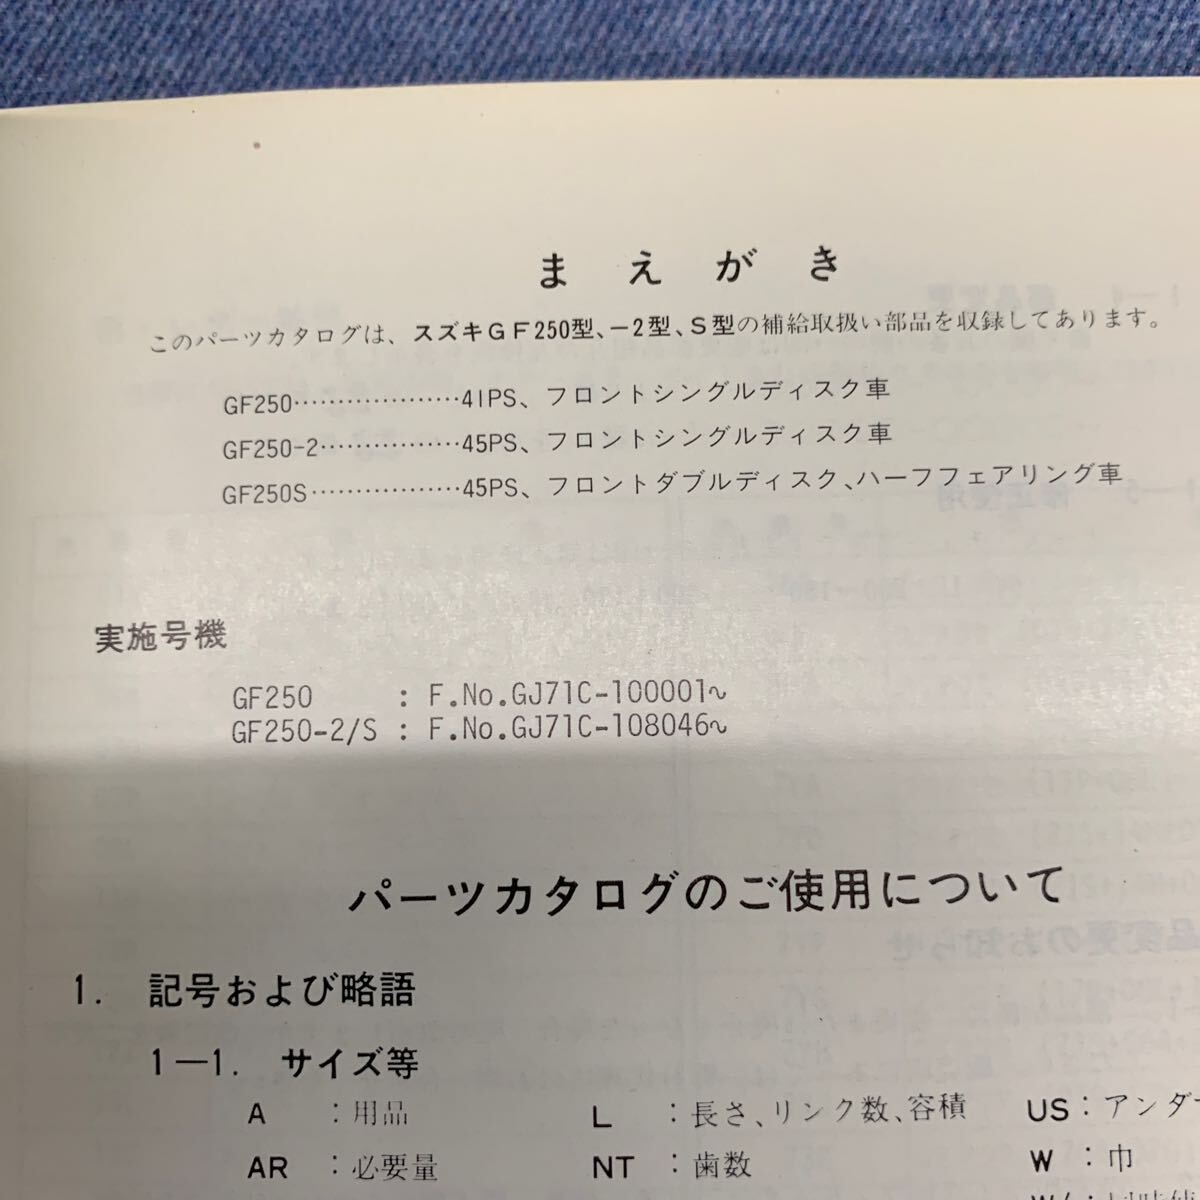 まえがき
このパーツカタログは、スズキGF250型、-2型、S型の補給取扱い部品を収録してあります。
GF250··················41PS、フロントシングルディスク車
GF250-2···············45PS、フロントシングルディスク車
GF250S················45PS、フロントダブルディスク、ハーフフェアリング車
実施号機
GF250 : F.No.GJ71C-100001~
GF250-2/S : F.No.GJ71C-108046~
パーツカタログのご使用について
1. 記号および略語
1-1. サイズ等
A :用品 L :長さ、リンク数、容積 US:アンダ
AR :必要量 NT :歯数 W :巾